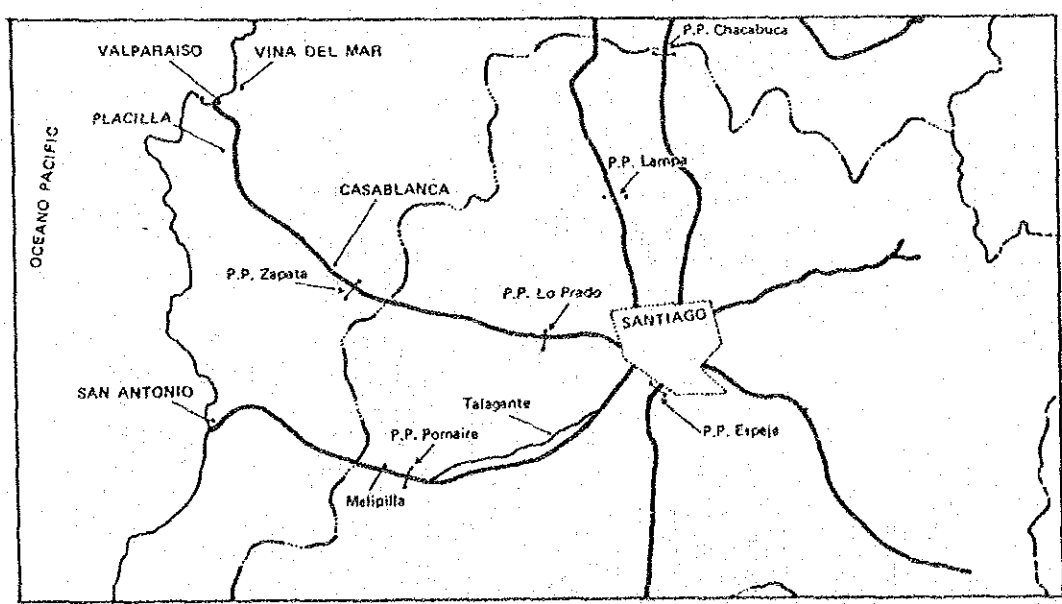 P.P. Chacabuca
VALPARAISO
VINA DEL MAR
PLACILLA
OCEANO PACIFIC
P.P. Lampa
CASABLANCA
P.P. Zapata
P.P. Lo Prado
SANTIAGO
SAN ANTONIO
Talagante
P.P. Pomaire
P.P. Espejo
Melipilla